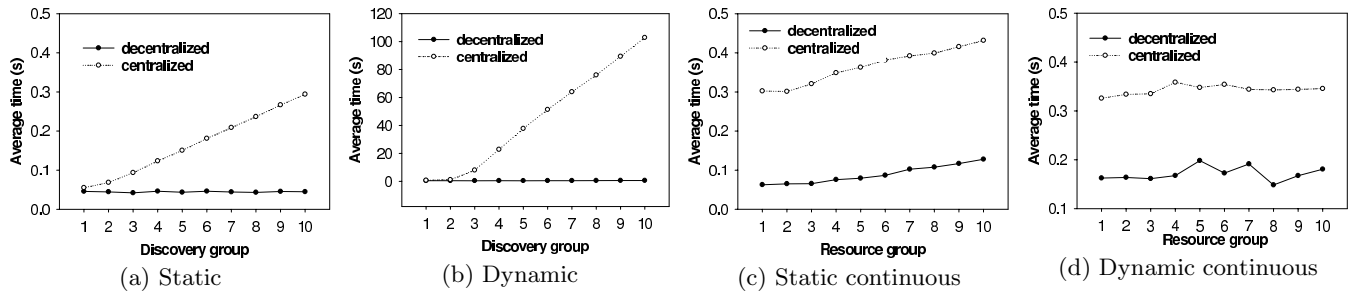 0.5
0.4
0.3
0.2
0.1
0.0
Average time (s)
decentralized
centralized
1 2 3 4 5 6 7 8 9 10
Discovery group
(a) Static
120
100
80
60
40
20
0
Average time (s)
decentralized
centralized
1 2 3 4 5 6 7 8 9 10
Discovery group
(b) Dynamic
0.5
0.4
0.3
0.2
0.1
0.0
Average time (s)
decentralized
centralized
1 2 3 4 5 6 7 8 9 10
Resource group
(c) Static continuous
0.5
0.4
0.3
0.2
0.1
Average time (s)
decentralized
centralized
1 2 3 4 5 6 7 8 9 10
Resource group
(d) Dynamic continuous